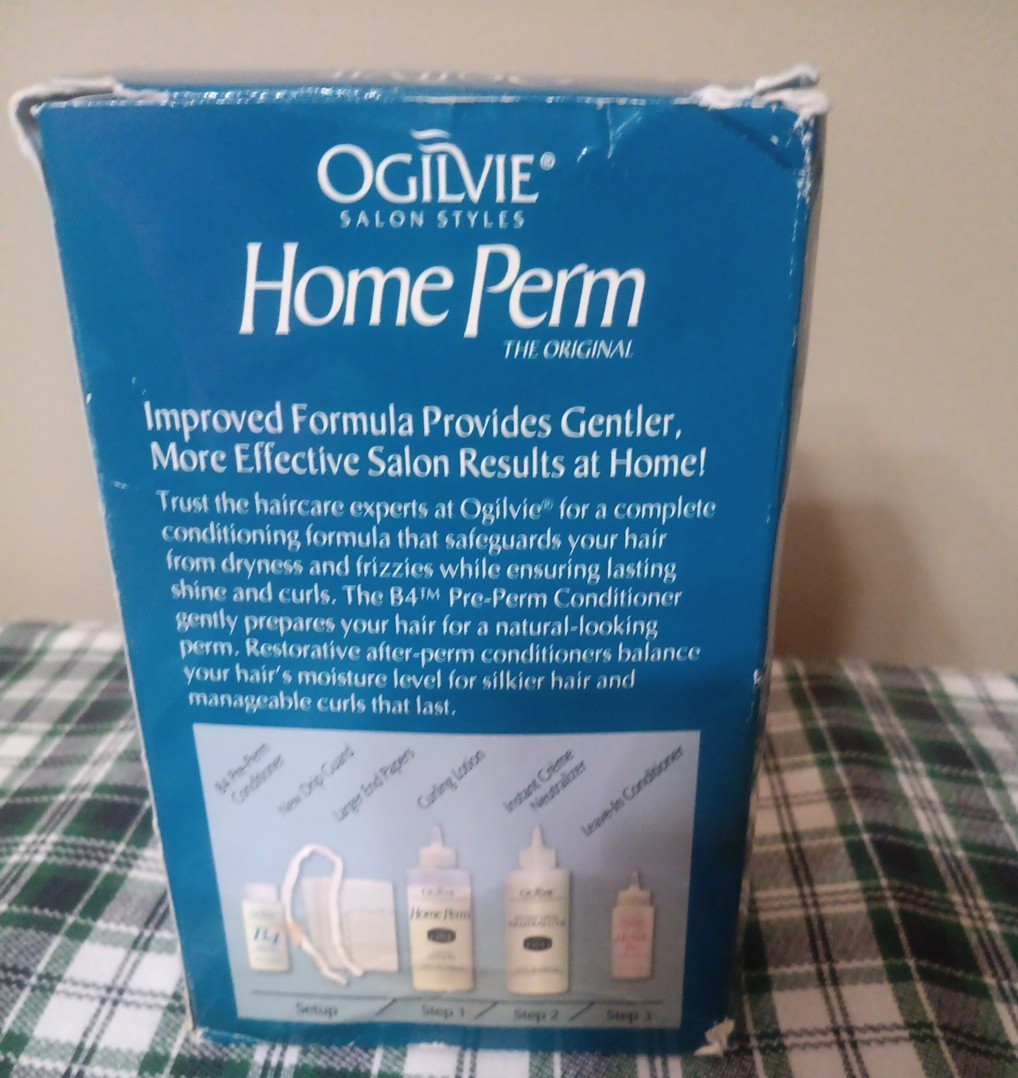 OGILVIE®
SALON STYLES
Home Perm
THE ORIGINAL
Improved Formula Provides Gentler,
More Effective Salon Results at Home!
Trust the haircare experts at Ogilvie® for a complete
conditioning formula that safeguards your hair
from dryness and frizzies while ensuring lasting
shine and curls. The B4™ Pre-Perm Conditioner
gently prepares your hair for a natural-looking
perm. Restorative after-perm conditioners balance
your hair's moisture level for silkier hair and
manageable curls that last.
B4 Pre-Perm
Conditioner
New Drip Guard
Larger End Papers
Curling Lotion
Instant Crème
Neutralizer
Leave-In Conditioner
B4
OGILVIE
Home Perm
OGILVIE
NEUTRALIZER
Setup
Step 1
Step 2
Step 3